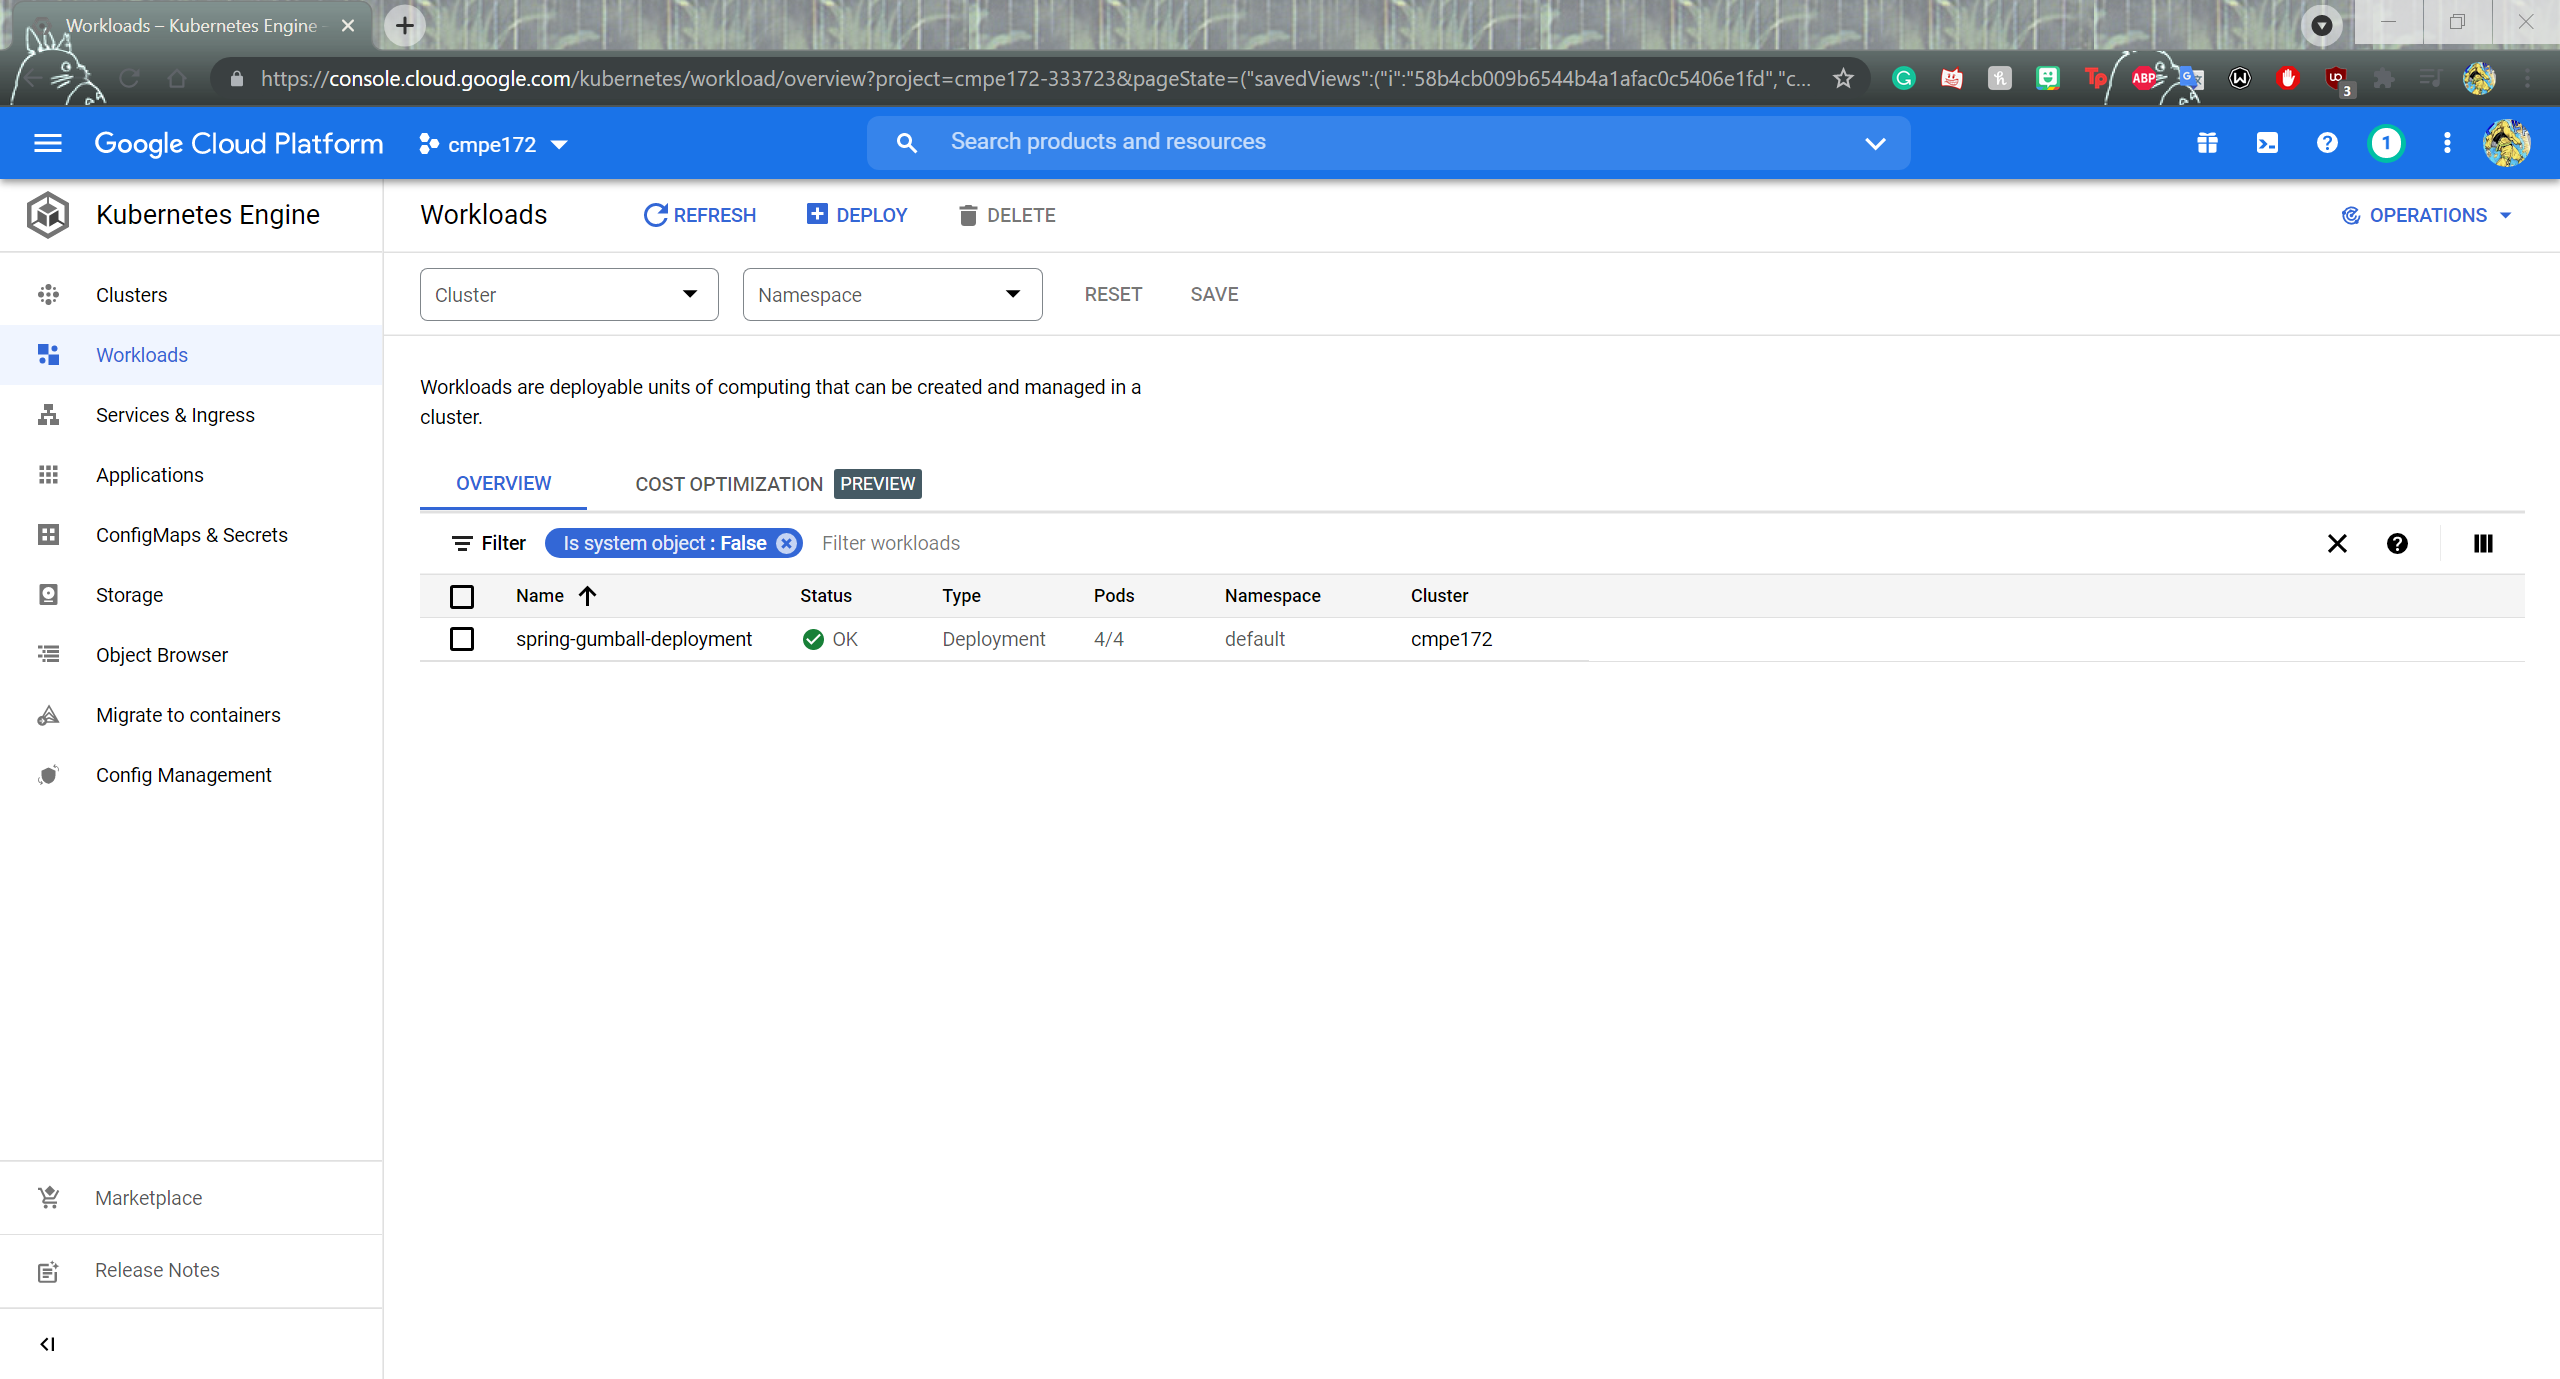 Workloads – Kubernetes Engine
https://console.cloud.google.com/kubernetes/workload/overview?project=cmpe172-333723&pageState=("savedViews":("i":"58b4cb009b6544b4a1afac0c5406e1fd","c...
ABP
3
Google Cloud Platform
cmpe172
Search products and resources
1
Kubernetes Engine
Workloads
REFRESH
DEPLOY
DELETE
OPERATIONS
Clusters
Workloads
Services & Ingress
Applications
ConfigMaps & Secrets
Storage
Object Browser
Migrate to containers
Config Management
Marketplace
Release Notes
Cluster
Namespace
RESET
SAVE
Workloads are deployable units of computing that can be created and managed in a
cluster.
OVERVIEW
COST OPTIMIZATION PREVIEW
Filter
Is system object : False
Filter workloads
Name Status Type Pods Namespace Cluster
spring-gumball-deployment OK Deployment 4/4 default cmpe172